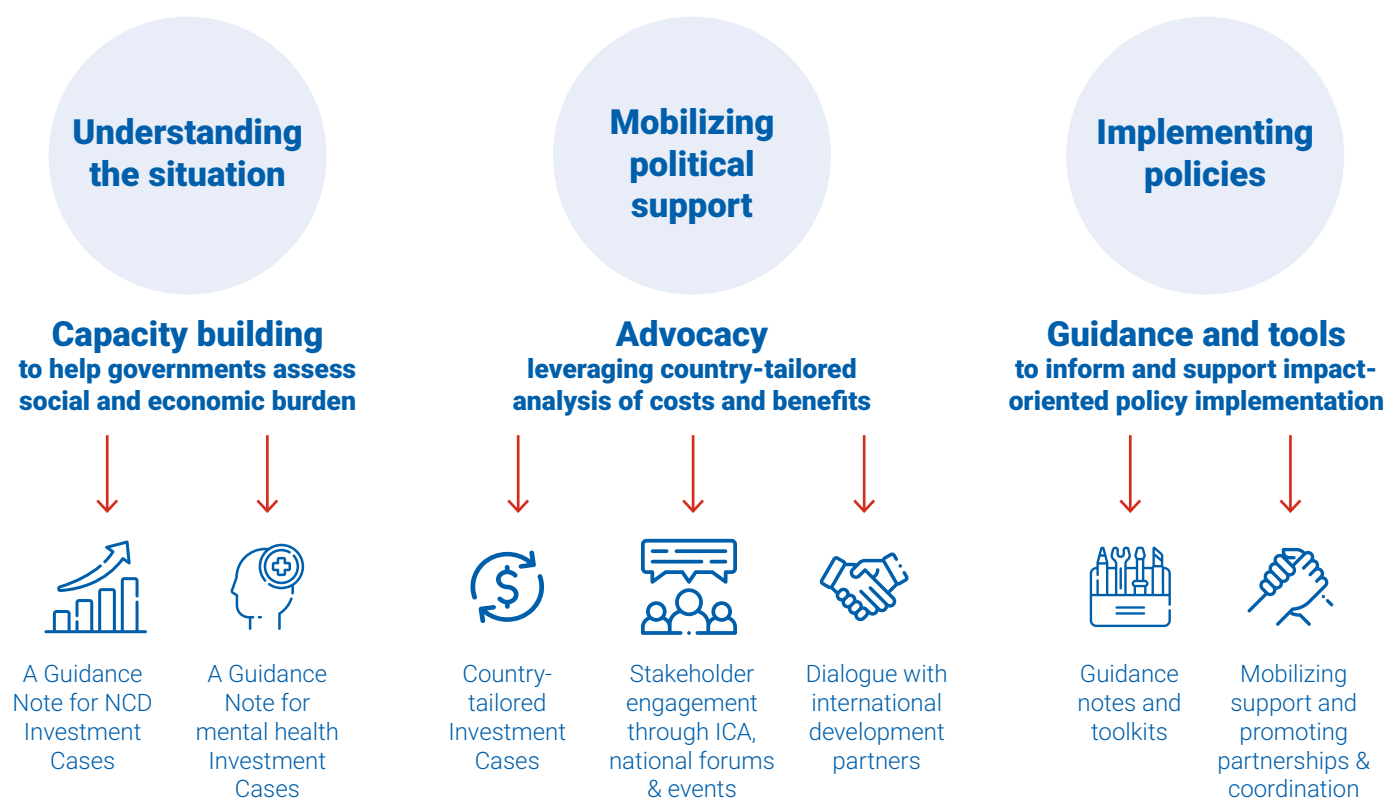 Understanding
the situation
Capacity building
to help governments assess
social and economic burden
A Guidance
Note for NCD
Investment
Cases
A Guidance
Note for
mental health
Investment
Cases
Mobilizing
political
support
Advocacy
leveraging country-tailored
analysis of costs and benefits
Country-
tailored
Investment
Cases
Stakeholder
engagement
through ICA,
national forums
& events
Dialogue with
international
development
partners
Implementing
policies
Guidance and tools
to inform and support impact-
oriented policy implementation
Guidance
notes and
toolkits
Mobilizing
support and
promoting
partnerships &
coordination